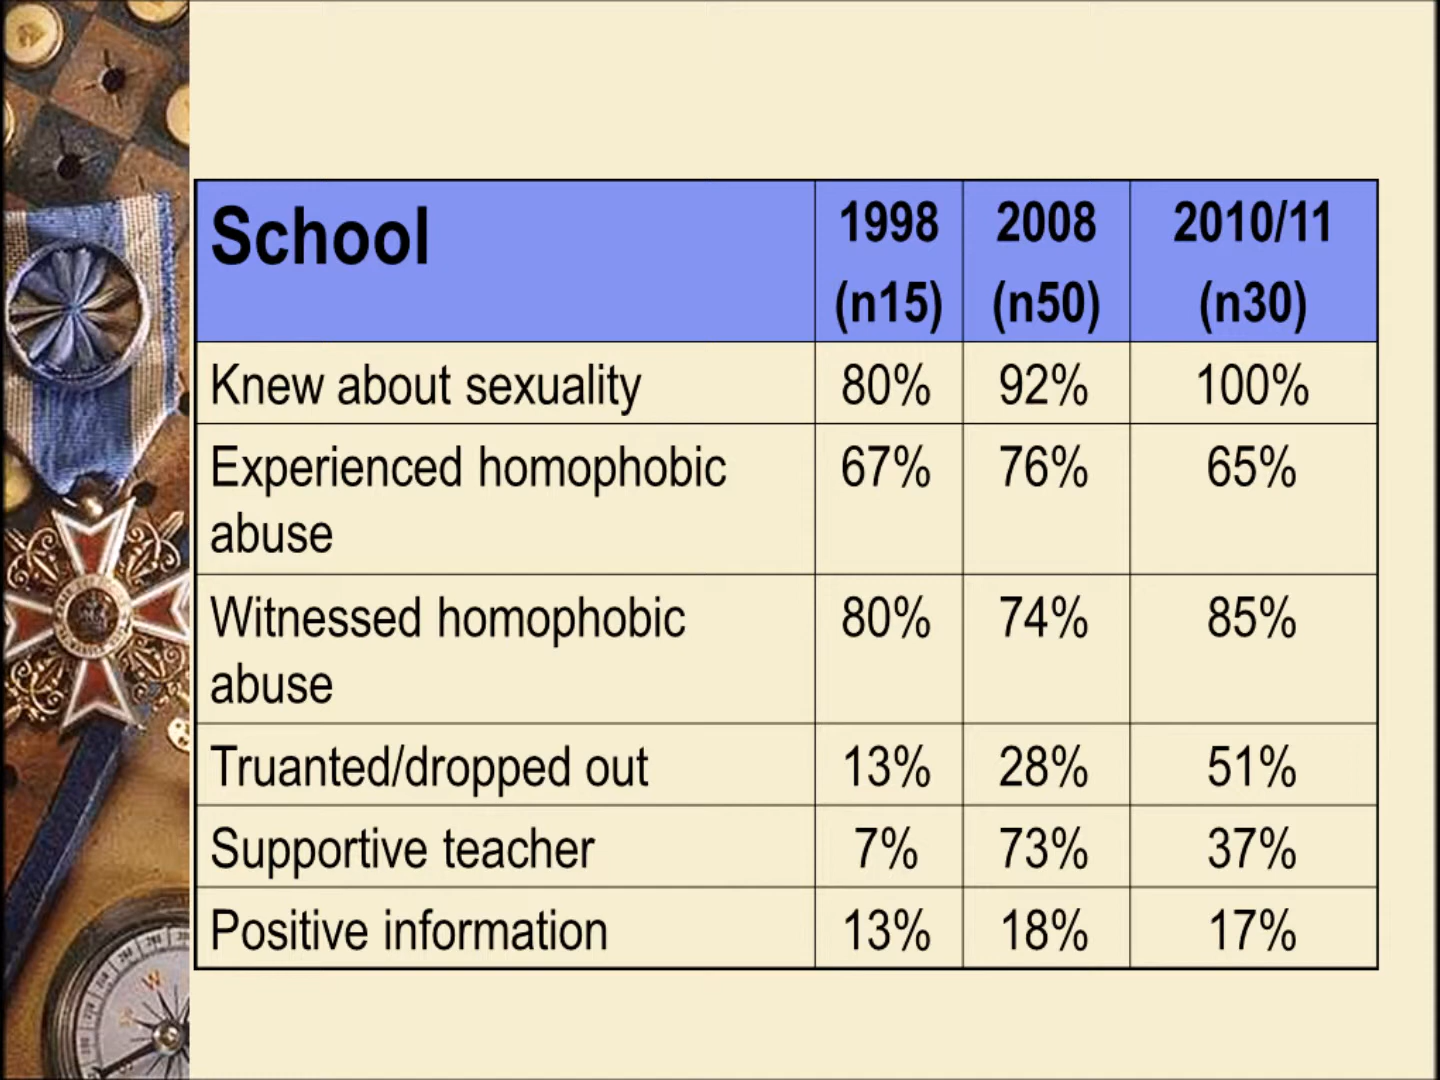 School 1998 2008 2010/11
(n15) (n50) (n30)
Knew about sexuality 80% 92% 100%
Experienced homophobic 67% 76% 65%
abuse
Witnessed homophobic 80% 74% 85%
abuse
Truanted/dropped out 13% 28% 51%
Supportive teacher 7% 73% 37%
Positive information 13% 18% 17%